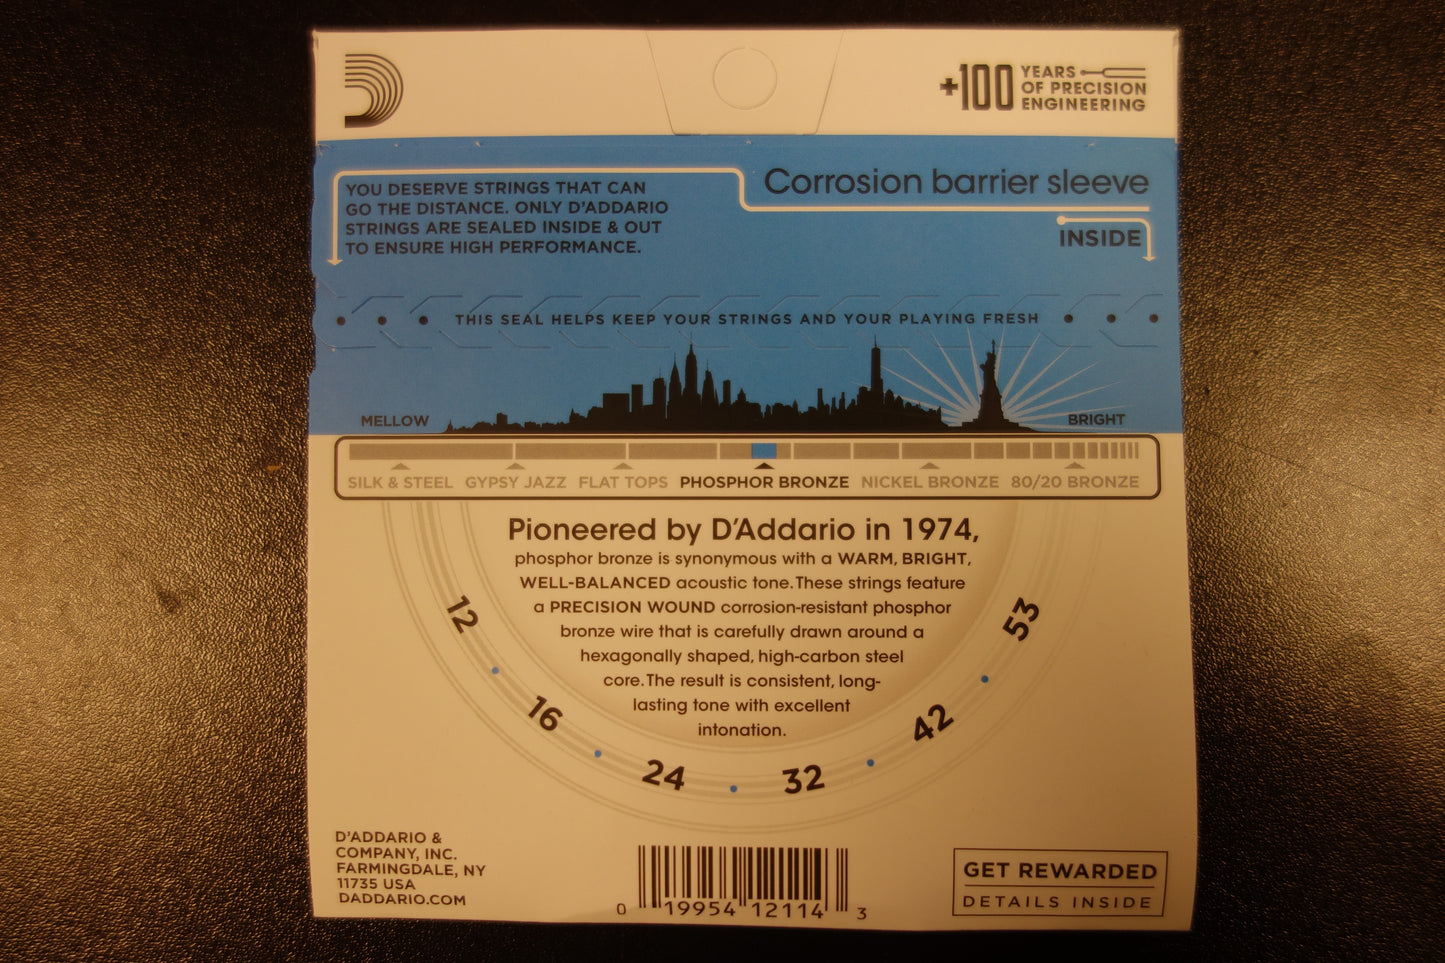 +100 YEARS
OF PRECISION
ENGINEERING
YOU DESERVE STRINGS THAT CAN
GO THE DISTANCE. ONLY D'ADDARIO
STRINGS ARE SEALED INSIDE & OUT
TO ENSURE HIGH PERFORMANCE.
Corrosion barrier sleeve
INSIDE
THIS SEAL HELPS KEEP YOUR STRINGS AND YOUR PLAYING FRESH
MELLOW
BRIGHT
SILK & STEEL GYPSY JAZZ FLAT TOPS PHOSPHOR BRONZE NICKEL BRONZE 80/20 BRONZE
Pioneered by D'Addario in 1974,
phosphor bronze is synonymous with a WARM, BRIGHT,
WELL-BALANCED acoustic tone. These strings feature
a PRECISION WOUND corrosion-resistant phosphor
bronze wire that is carefully drawn around a
hexagonally shaped, high-carbon steel
core. The result is consistent, long-
lasting tone with excellent
intonation.
12 • 16 • 24 • 32 • 42 • 53
D'ADDARIO &
COMPANY, INC.
FARMINGDALE, NY
11735 USA
DADDARIO.COM
0 19954 12114 3
GET REWARDED
DETAILS INSIDE